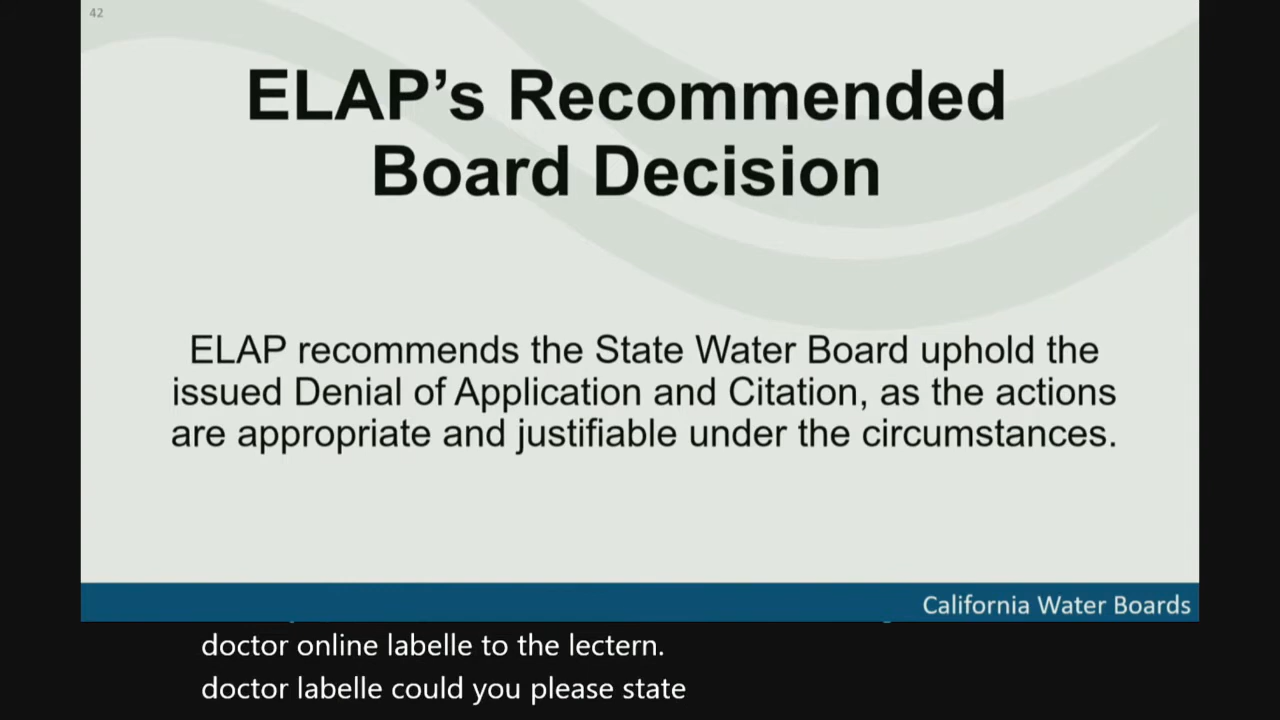 42
ELAP’s Recommended
Board Decision
ELAP recommends the State Water Board uphold the
issued Denial of Application and Citation, as the actions
are appropriate and justifiable under the circumstances.
California Water Boards
doctor online labelle to the lectern.
doctor labelle could you please state